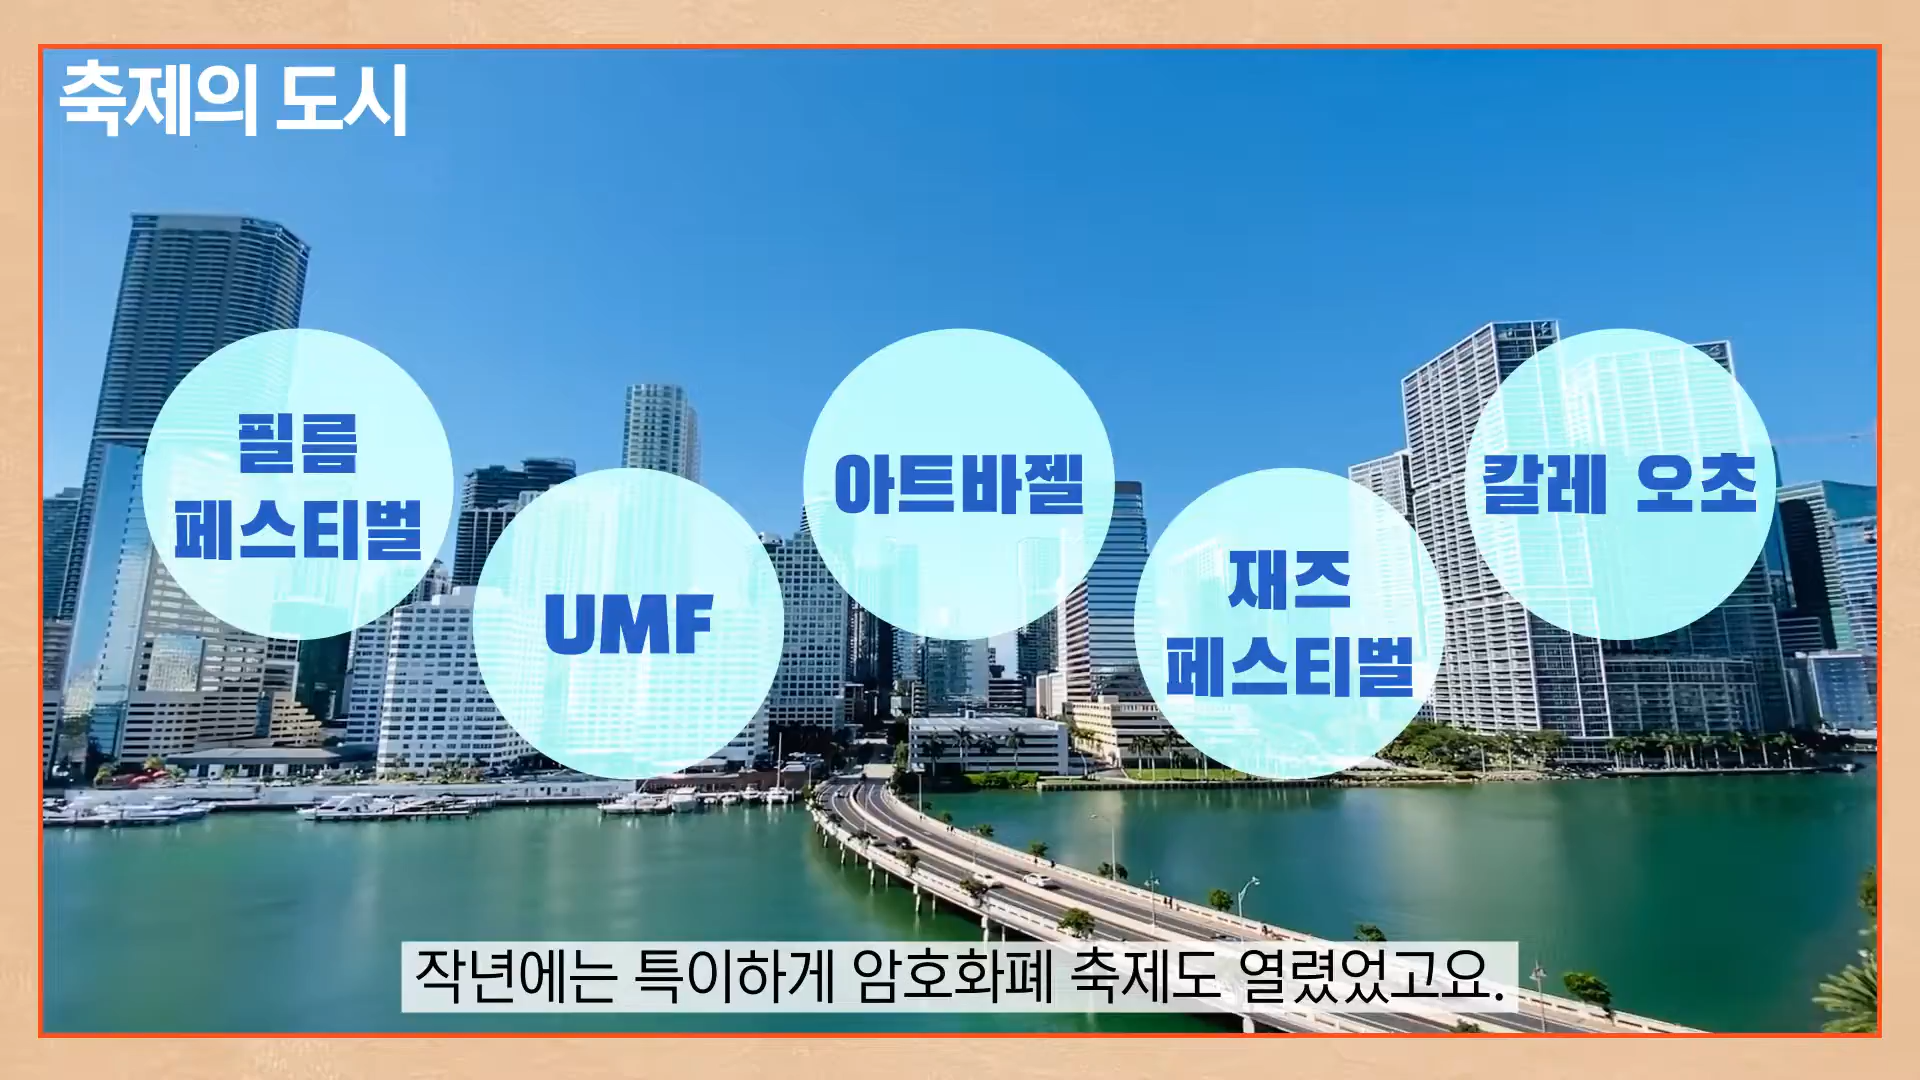 축제의 도시
필름
페스티벌
UMF
아트바젤
재즈
페스티벌
칼레 오초
작년에는 특이하게 암호화폐 축제도 열렸었고요.